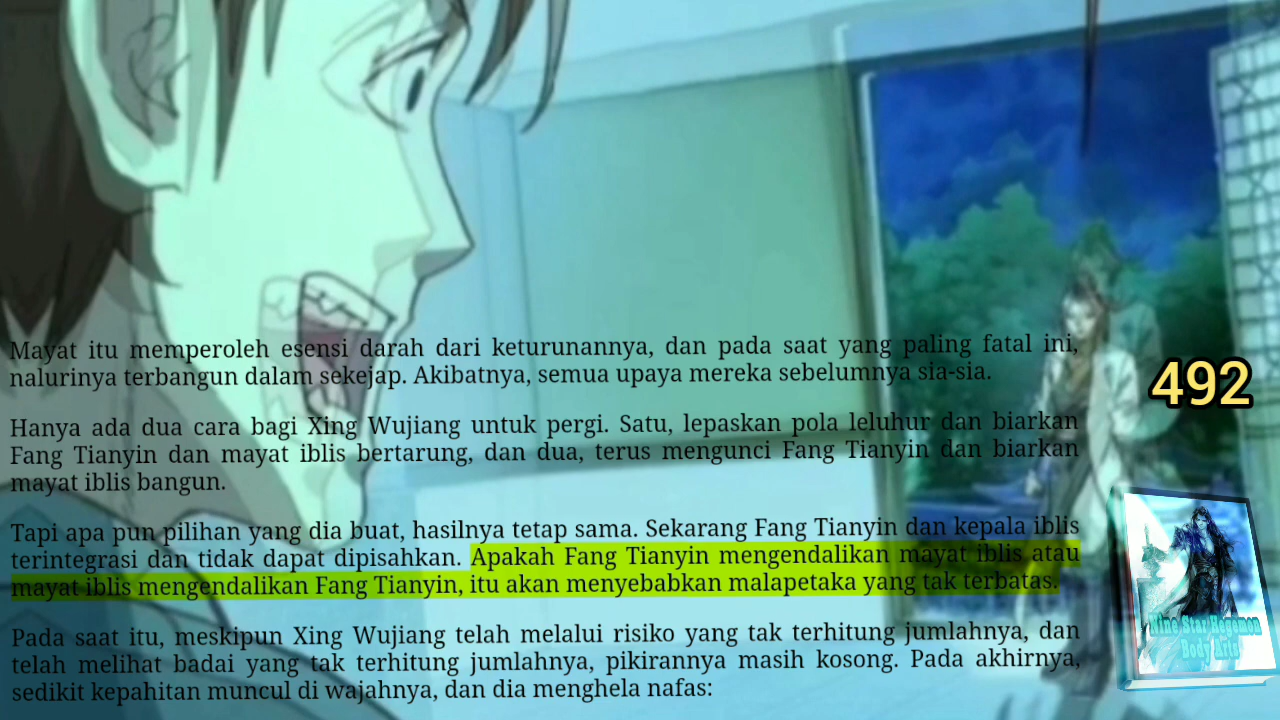 Mayat itu memperoleh esensi darah dari keturunannya, dan pada saat yang paling fatal ini,
nalurinya terbangun dalam sekejap. Akibatnya, semua upaya mereka sebelumnya sia-sia.
Hanya ada dua cara bagi Xing Wujiang untuk pergi. Satu, lepaskan pola leluhur dan biarkan
Fang Tianyin dan mayat iblis bertarung, dan dua, terus mengunci Fang Tianyin dan biarkan
mayat iblis bangun.
Tapi apa pun pilihan yang dia buat, hasilnya tetap sama. Sekarang Fang Tianyin dan kepala iblis
terintegrasi dan tidak dapat dipisahkan. Apakah Fang Tianyin mengendalikan mayat iblis atau
mayat iblis mengendalikan Fang Tianyin, itu akan menyebabkan malapetaka yang tak terbatas.
Pada saat itu, meskipun Xing Wujiang telah melalui risiko yang tak terhitung jumlahnya, dan
telah melihat badai yang tak terhitung jumlahnya, pikirannya masih kosong. Pada akhirnya,
sedikit kepahitan muncul di wajahnya, dan dia menghela nafas:
492
Nine Star Hegemon
Body Arts